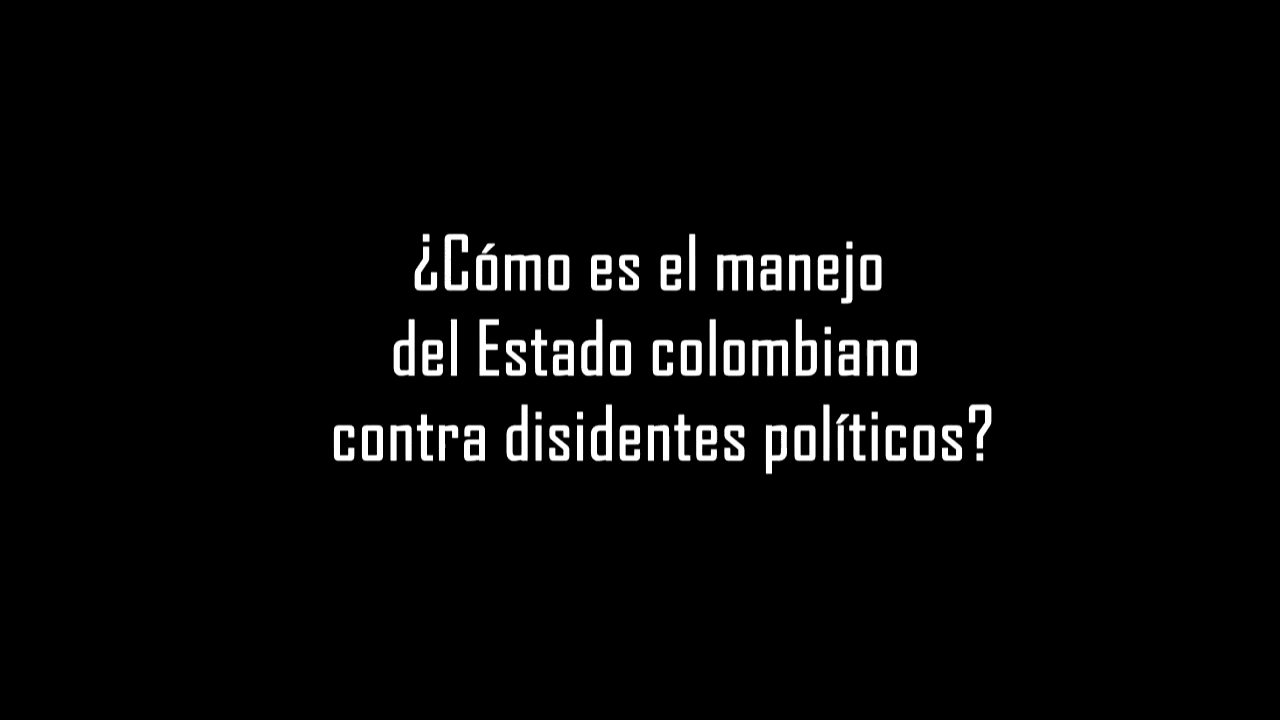 ¿Cómo es el manejo
del Estado colombiano
contra disidentes políticos?